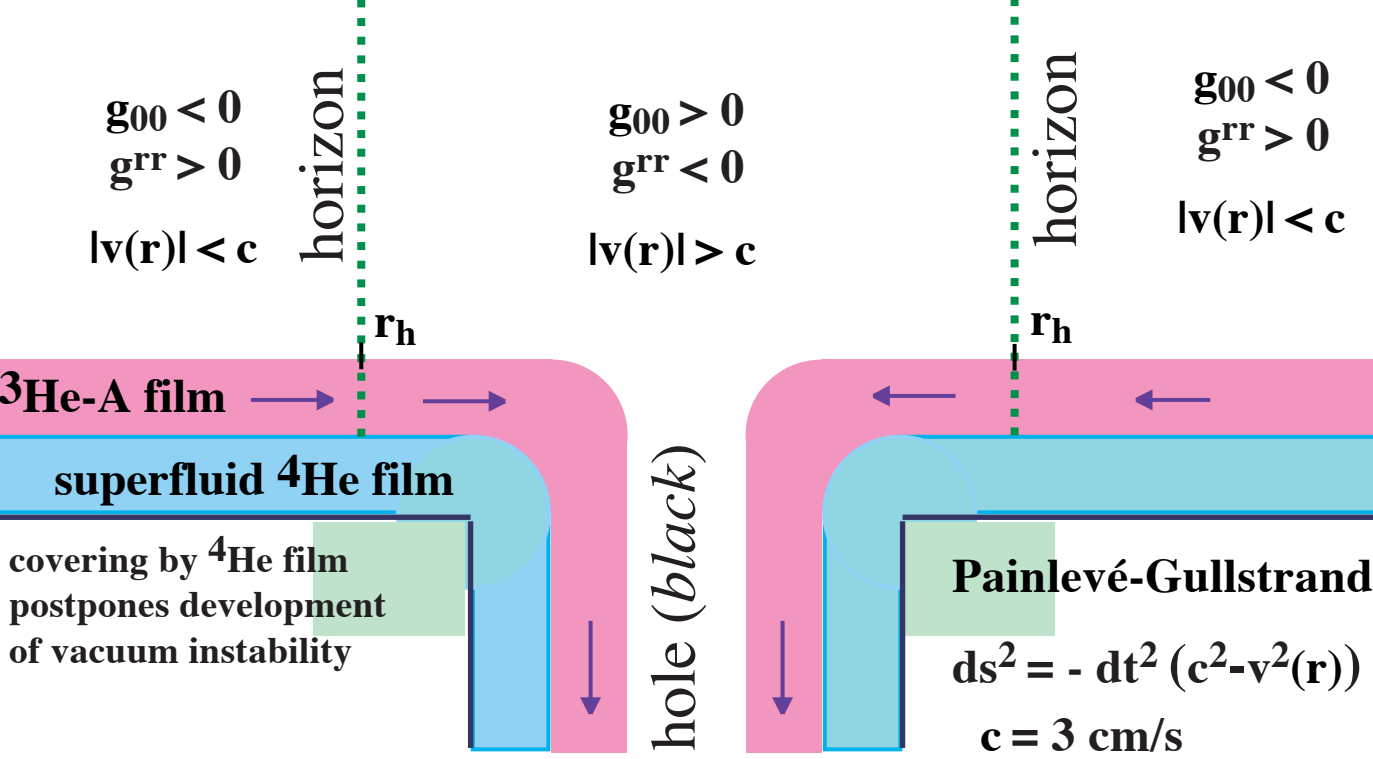 g₀₀ < 0
gʳʳ > 0
|v(r)| < c
horizon
g₀₀ > 0
gʳʳ < 0
|v(r)| > c
horizon
g₀₀ < 0
gʳʳ > 0
|v(r)| < c
rₕ
rₕ
³He-A film
superfluid ⁴He film
covering by ⁴He film
postpones development
of vacuum instability
hole (black)
Painlevé-Gullstrand
ds² = - dt² (c²-v²(r))
c = 3 cm/s